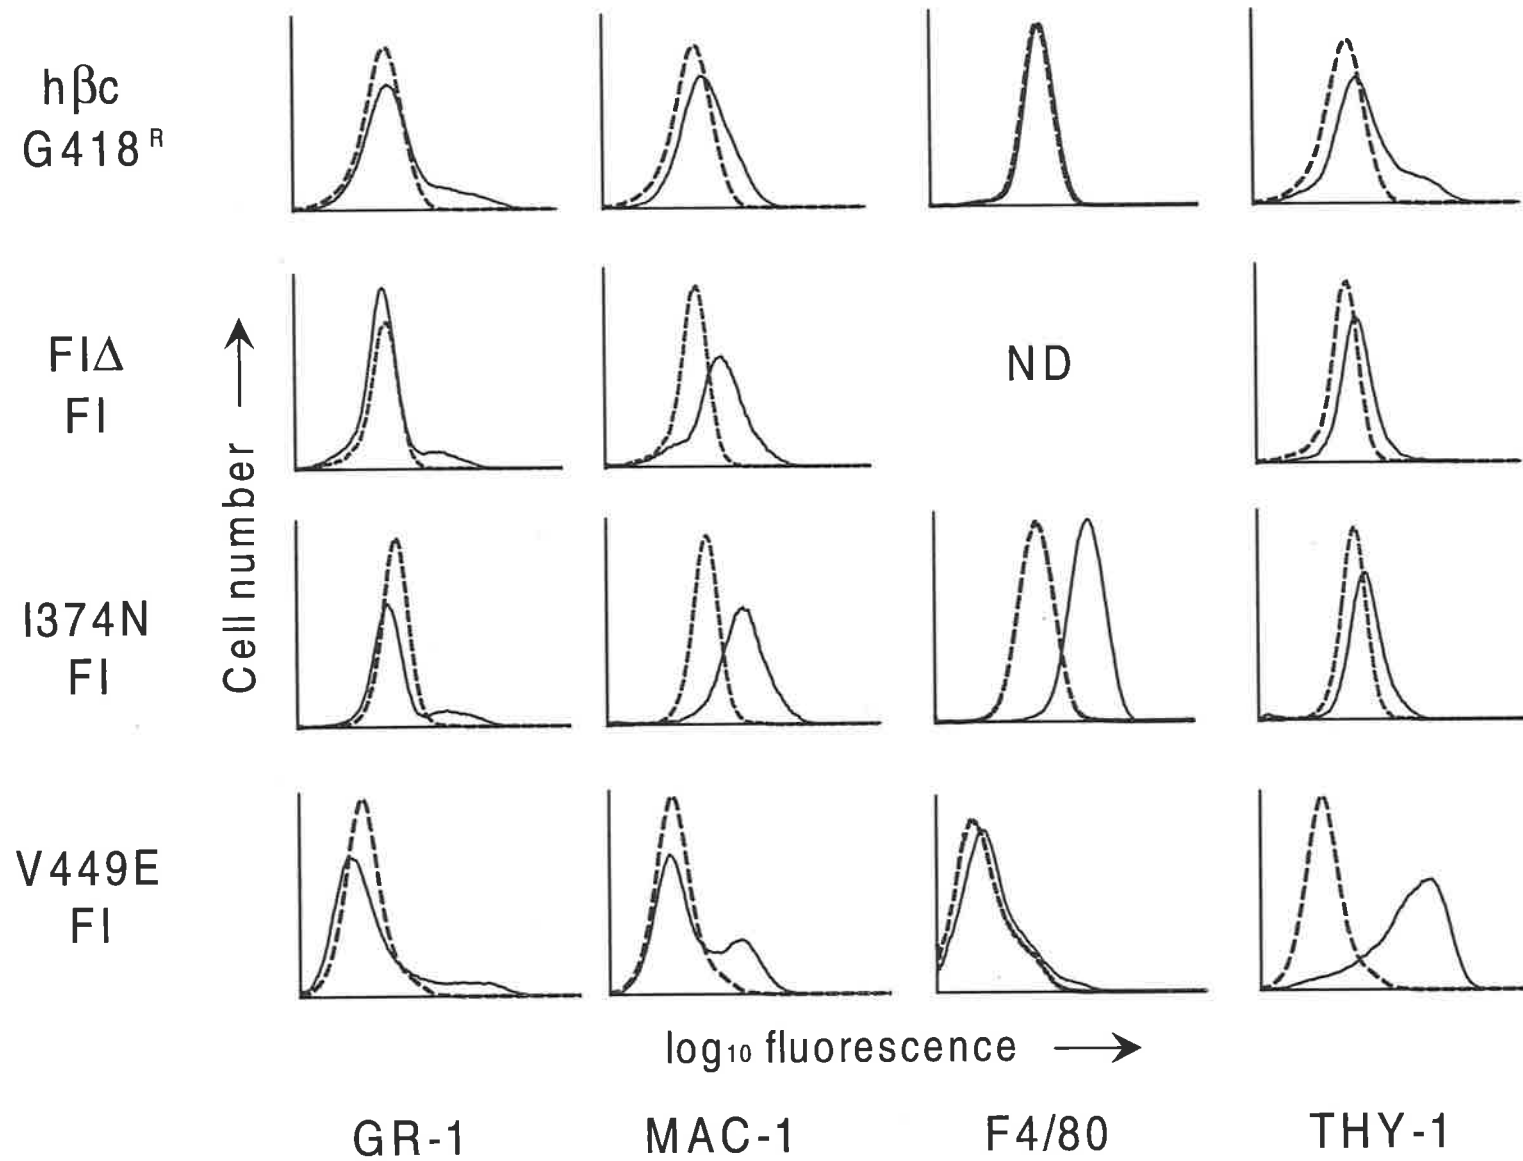 hβc
G418ᴿ
FIΔ
FI
ND
I374N
FI
V449E
FI
Cell number
log₁₀ fluorescence
GR-1
MAC-1
F4/80
THY-1